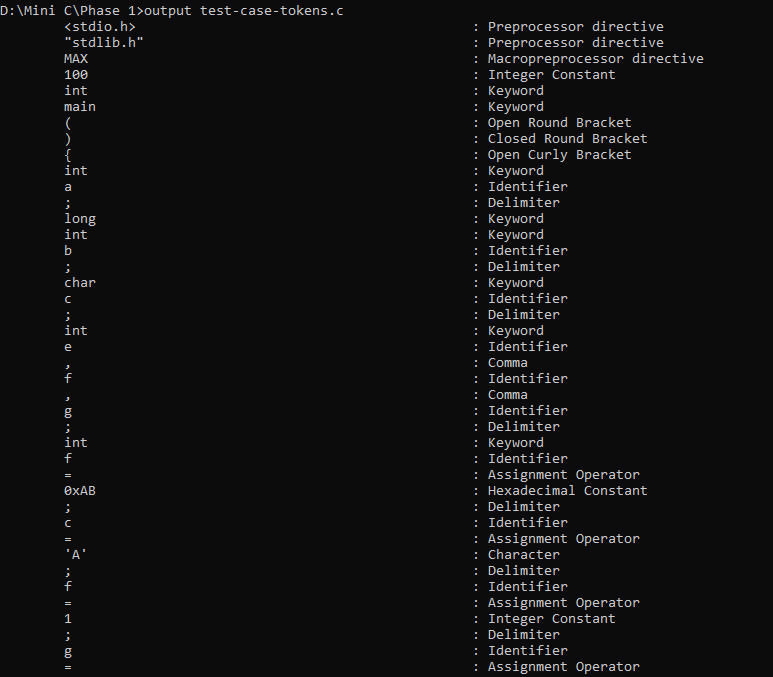 D:\Mini C\Phase 1>output test-case-tokens.c
<stdio.h> : Preprocessor directive
"stdlib.h" : Preprocessor directive
MAX : Macropreprocessor directive
100 : Integer Constant
int : Keyword
main : Keyword
( : Open Round Bracket
) : Closed Round Bracket
{ : Open Curly Bracket
int : Keyword
a : Identifier
; : Delimiter
long : Keyword
int : Keyword
b : Identifier
; : Delimiter
char : Keyword
c : Identifier
; : Delimiter
int : Keyword
e : Identifier
, : Comma
f : Identifier
, : Comma
g : Identifier
; : Delimiter
int : Keyword
f : Identifier
= : Assignment Operator
0xAB : Hexadecimal Constant
; : Delimiter
c : Identifier
= : Assignment Operator
'A' : Character
; : Delimiter
f : Identifier
= : Assignment Operator
1 : Integer Constant
; : Delimiter
g : Identifier
= : Assignment Operator